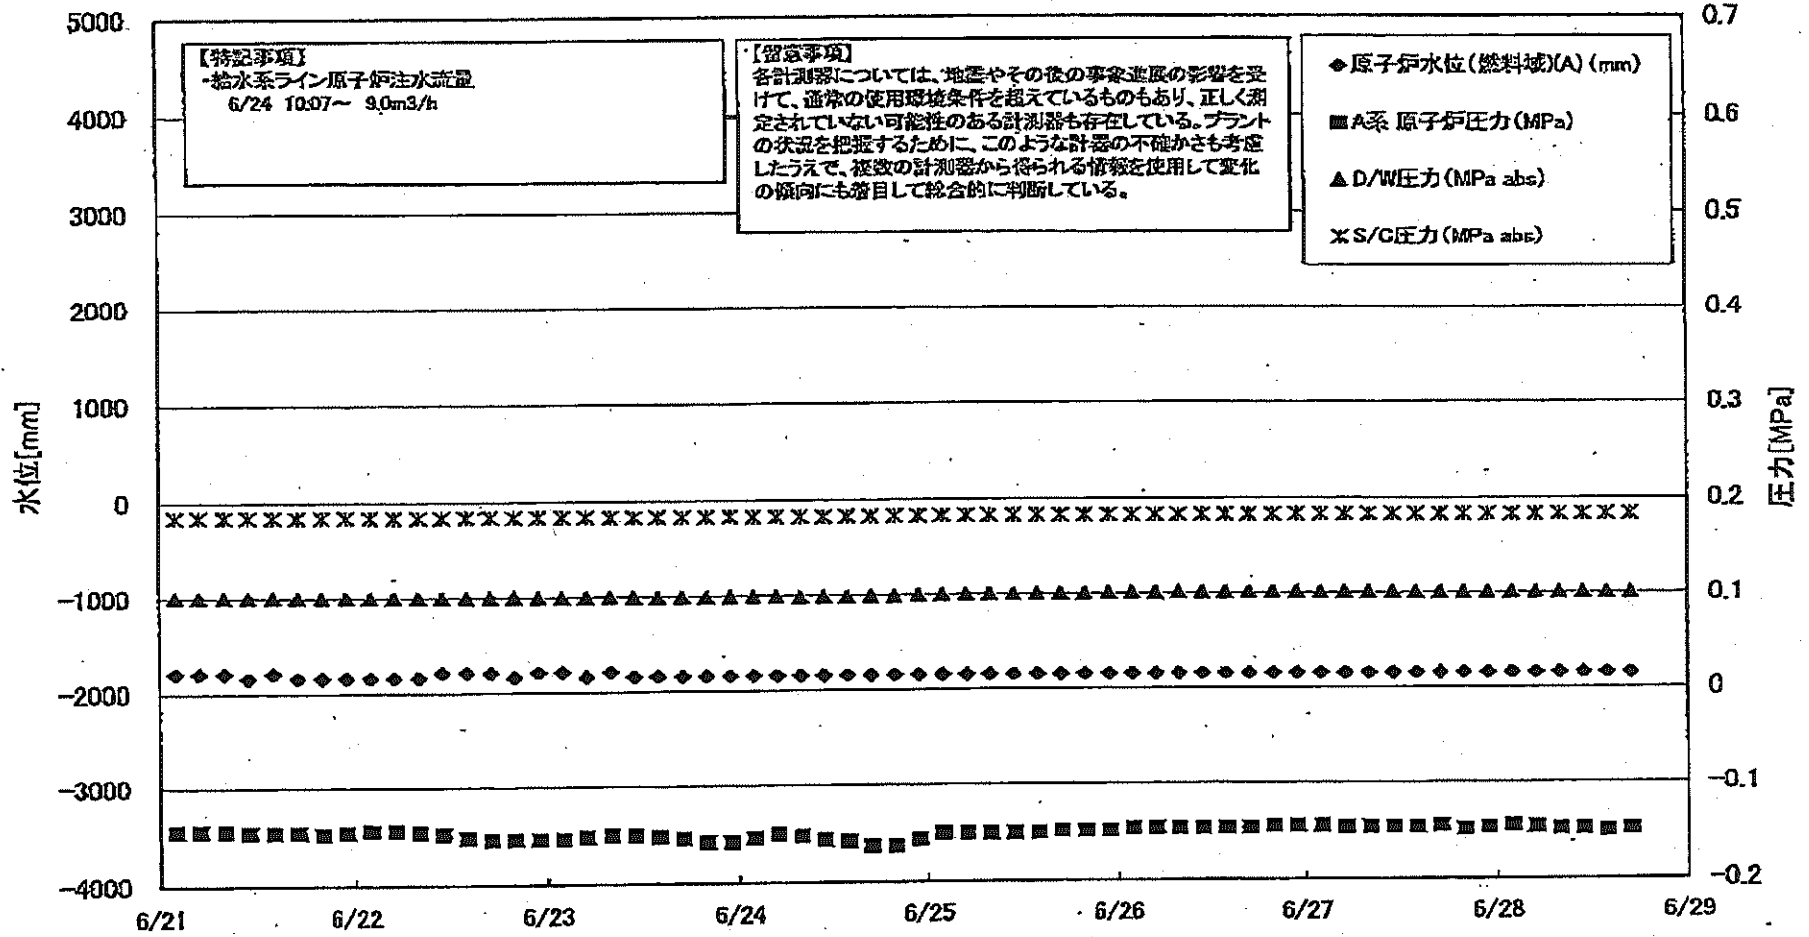 【特記事項】
・給水系ライン原子炉注水流量
6/24 10:07～ 9.0m3/h
【留意事項】
各計測器については、地震やその後の事象進展の影響を受
けて、通常の使用環境条件を超えているものもあり、正しく測
定されていない可能性のある計測器も存在している。プラント
の状況を把握するために、このような計器の不確かさも考慮
したうえで、複数の計測器から得られる情報を使用して変化
の傾向にも着目して総合的に判断している。
原子炉水位(燃料域)(A)(mm)
A系 原子炉圧力(MPa)
D/W圧力(MPa abs)
S/C圧力(MPa abs)
水位[mm]
5000
4000
3000
2000
1000
0
-1000
-2000
-3000
-4000
圧力[MPa]
0.7
0.6
0.5
0.4
0.3
0.2
0.1
0
-0.1
-0.2
6/21 6/22 6/23 6/24 6/25 6/26 6/27 6/28 6/29